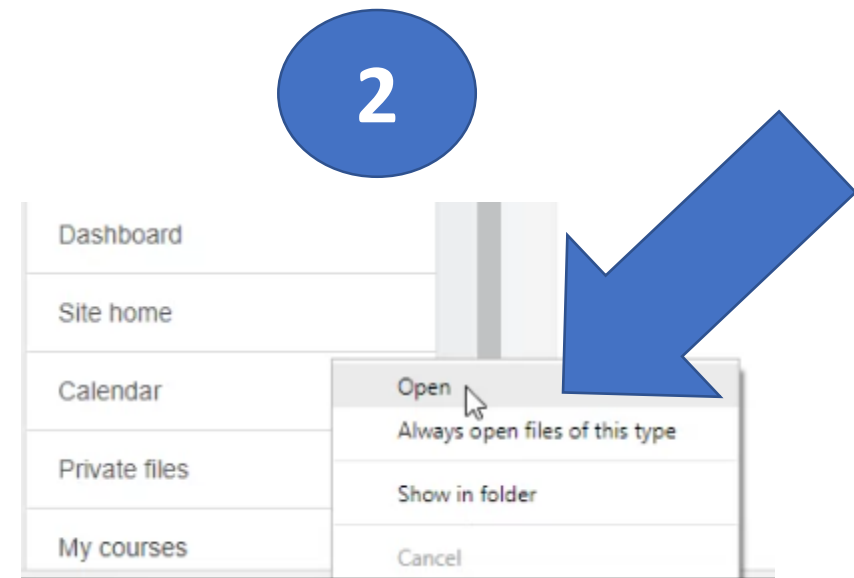 2
Dashboard
Site home
Calendar
Private files
My courses
Open
Always open files of this type
Show in folder
Cancel